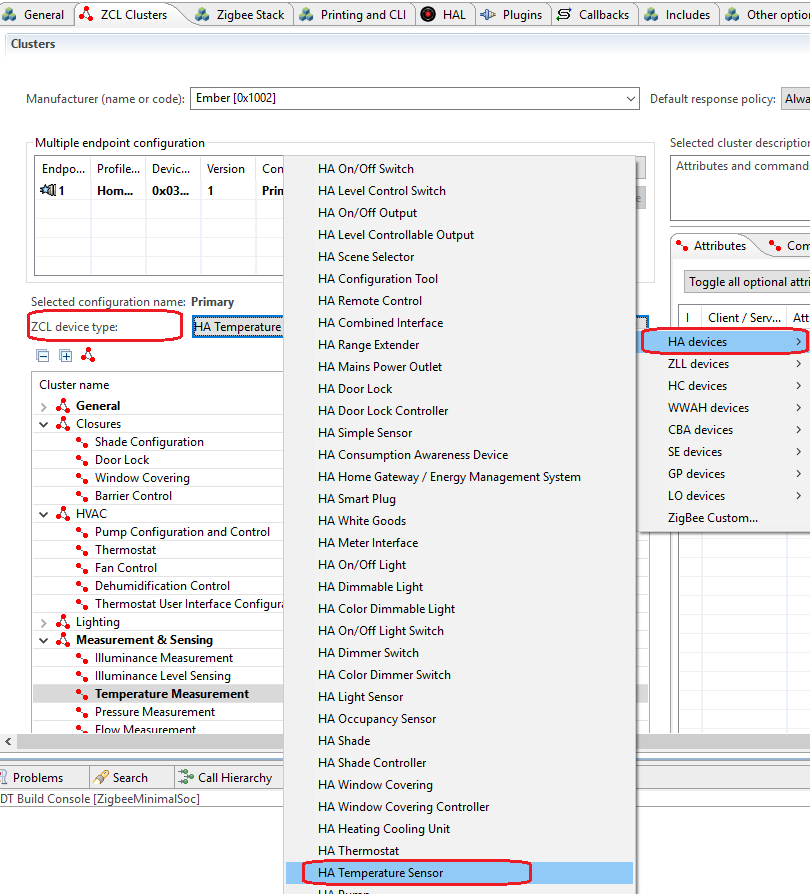 General
ZCL Clusters
Zigbee Stack
Printing and CLI
HAL
Plugins
Callbacks
Includes
Other optio
Clusters
Manufacturer (name or code):
Ember [0x1002]
Default response policy:
Alwa
Multiple endpoint configuration
Endpo... Profile... Devic... Version Con
1 Hom... 0x03... 1 Prin
Selected configuration name: Primary
ZCL device type:
HA Temperature
Cluster name
General
Closures
Shade Configuration
Door Lock
Window Covering
Barrier Control
HVAC
Pump Configuration and Control
Thermostat
Fan Control
Dehumidification Control
Thermostat User Interface Configura
Lighting
Measurement & Sensing
Illuminance Measurement
Illuminance Level Sensing
Temperature Measurement
Pressure Measurement
Flow Measurement
HA On/Off Switch
HA Level Control Switch
HA On/Off Output
HA Level Controllable Output
HA Scene Selector
HA Configuration Tool
HA Remote Control
HA Combined Interface
HA Range Extender
HA Mains Power Outlet
HA Door Lock
HA Door Lock Controller
HA Simple Sensor
HA Consumption Awareness Device
HA Home Gateway / Energy Management System
HA Smart Plug
HA White Goods
HA Meter Interface
HA On/Off Light
HA Dimmable Light
HA Color Dimmable Light
HA On/Off Light Switch
HA Dimmer Switch
HA Color Dimmer Switch
HA Light Sensor
HA Occupancy Sensor
HA Shade
HA Shade Controller
HA Window Covering
HA Window Covering Controller
HA Heating Cooling Unit
HA Thermostat
HA Temperature Sensor
HA Pump
Selected cluster description
Attributes and command
Attributes
Com
Toggle all optional attri
I Client / Serv... Att
HA devices
ZLL devices
HC devices
WWAH devices
CBA devices
SE devices
GP devices
LO devices
ZigBee Custom...
Problems
Search
Call Hierarchy
DT Build Console [ZigbeeMinimalSoc]